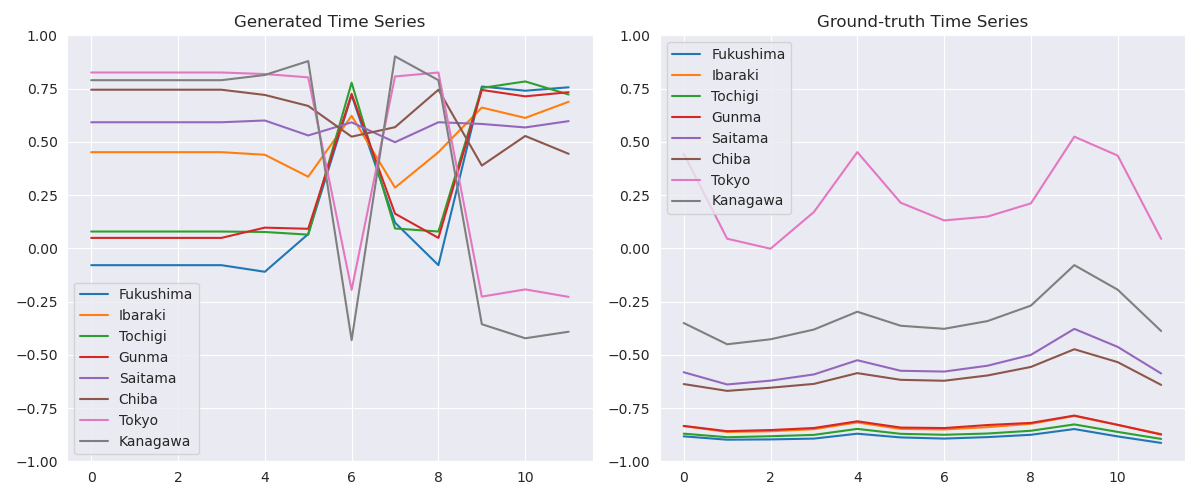 Generated Time Series
1.00
0.75
0.50
0.25
0.00
−0.25
−0.50
−0.75
−1.00
0 2 4 6 8 10
Fukushima
Ibaraki
Tochigi
Gunma
Saitama
Chiba
Tokyo
Kanagawa
Ground-truth Time Series
1.00
0.75
0.50
0.25
0.00
−0.25
−0.50
−0.75
−1.00
0 2 4 6 8 10
Fukushima
Ibaraki
Tochigi
Gunma
Saitama
Chiba
Tokyo
Kanagawa